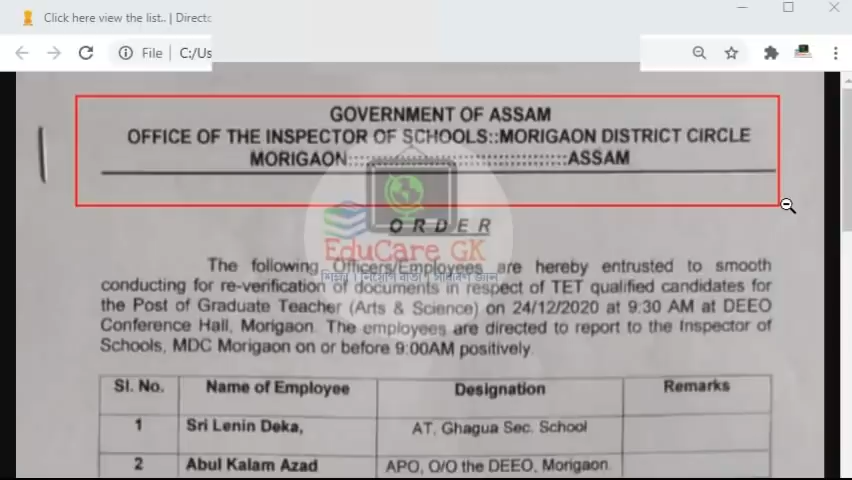 Click here view the list.. | Directo
File | C:/Us
GOVERNMENT OF ASSAM
OFFICE OF THE INSPECTOR OF SCHOOLS::MORIGAON DISTRICT CIRCLE
MORIGAON::::::::::::::::::::::::::::::::::::ASSAM
O R D E R
EduCare GK
The following Officers/Employees are hereby entrusted to smooth
conducting for re-verification of documents in respect of TET qualified candidates for
the Post of Graduate Teacher (Arts & Science) on 24/12/2020 at 9:30 AM at DEEO
Conference Hall, Morigaon. The employees are directed to report to the Inspector of
Schools, MDC Morigaon on or before 9:00AM positively.
Sl. No. Name of Employee Designation Remarks
1 Sri Lenin Deka, AT, Ghagua Sec. School
2 Abul Kalam Azad APO, O/O the DEEO, Morigaon